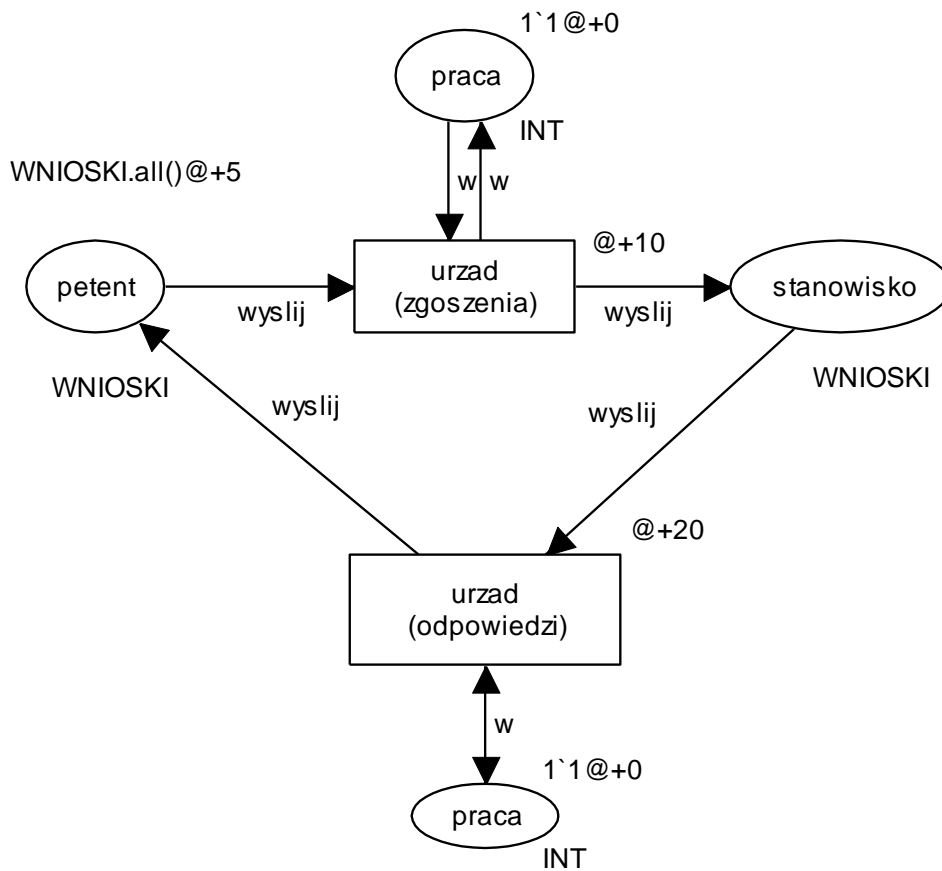 1`1@+0
praca
INT
WNIOSKI.all()@+5
w w
@+10
petent
wyslij
urzad
(zgoszenia)
wyslij
stanowisko
WNIOSKI
WNIOSKI
wyslij
wyslij
@+20
urzad
(odpowiedzi)
w
1`1@+0
praca
INT